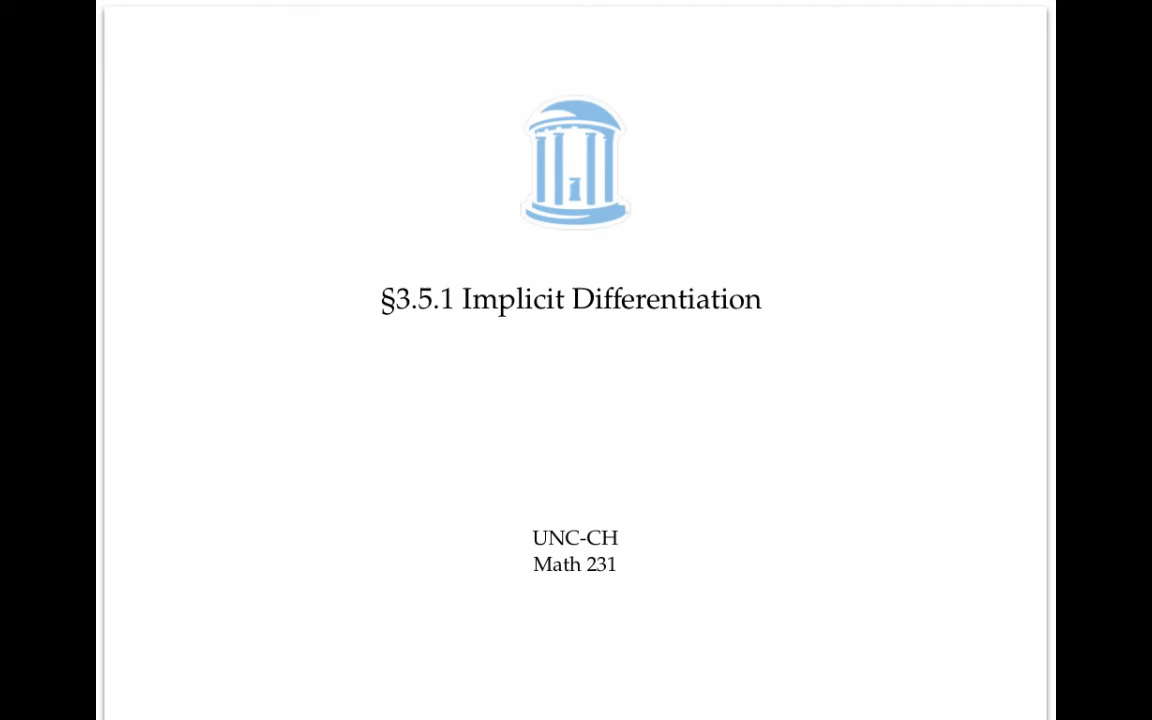 §3.5.1 Implicit Differentiation
UNC-CH
Math 231